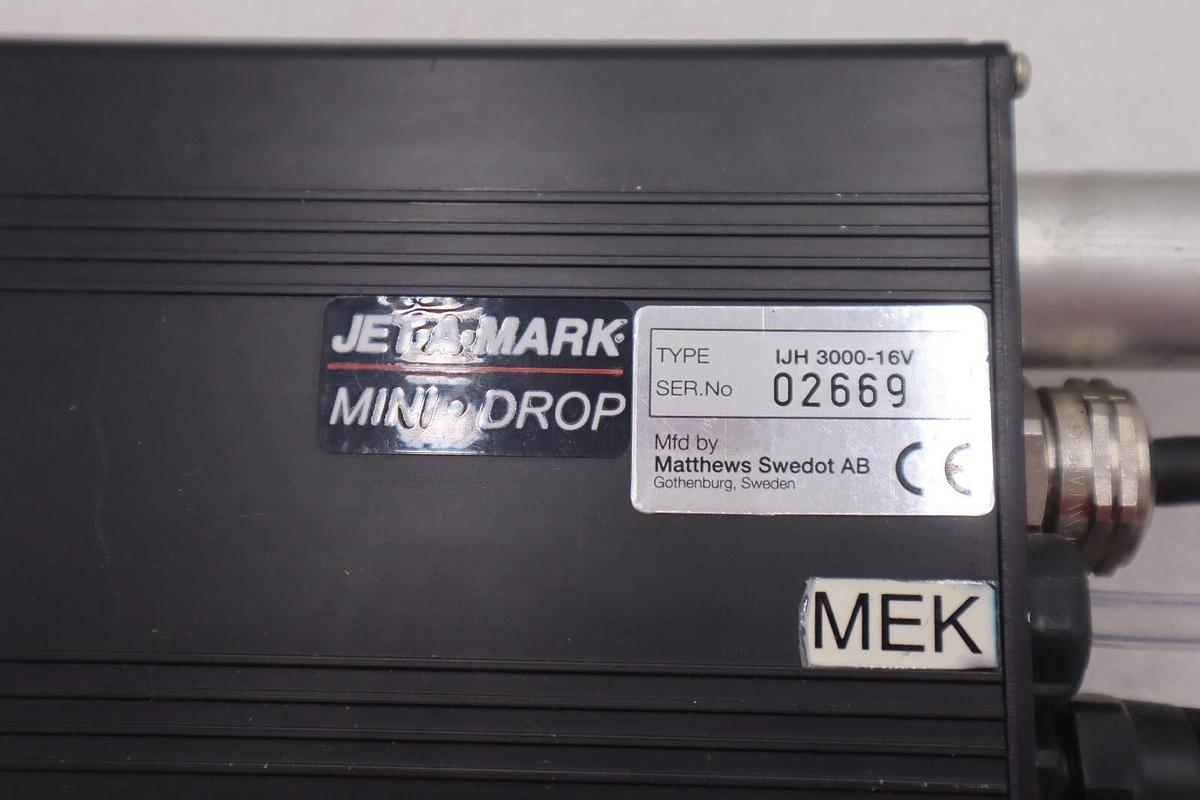 JET.A.MARK
MINI • DROP
TYPE IJH 3000-16V
SER.No 02669
Mfd by
Matthews Swedot AB
Gothenburg, Sweden
CE
MEK